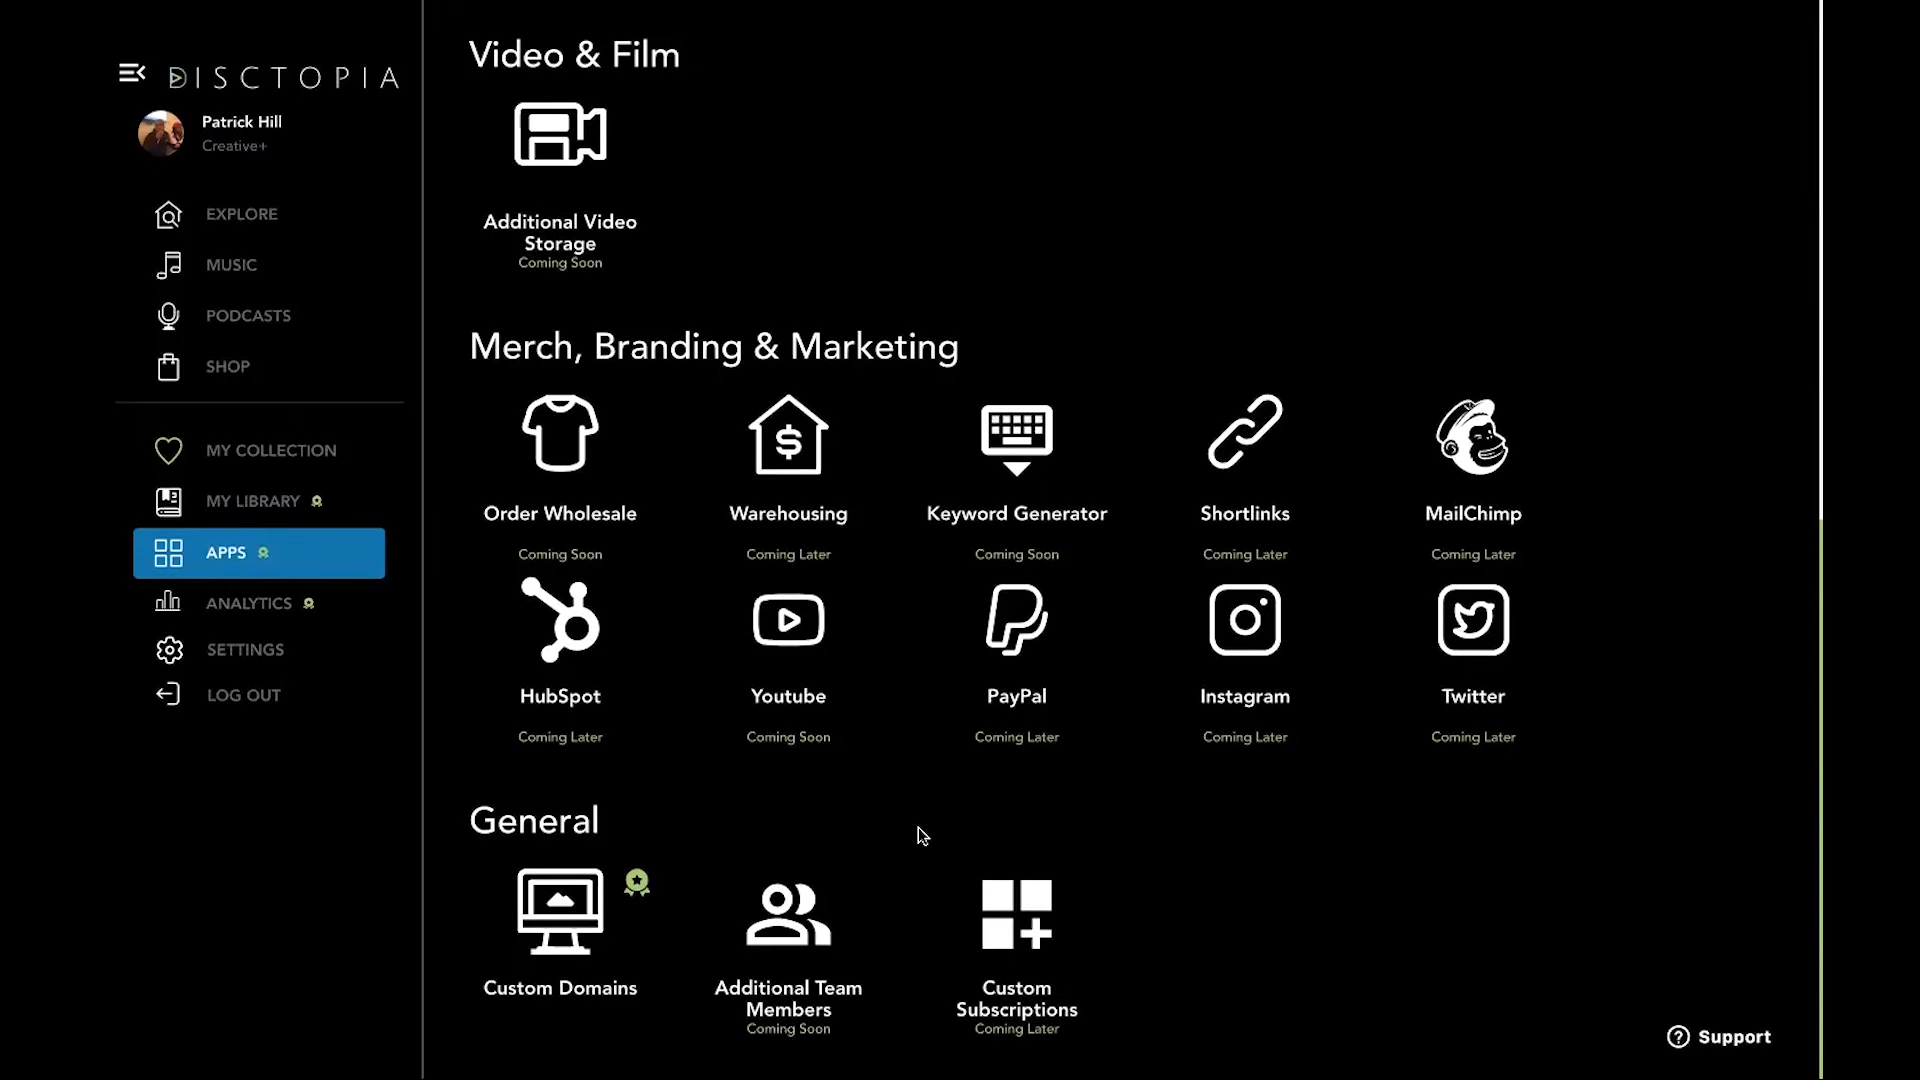 DISCTOPIA
Patrick Hill
Creative+
EXPLORE
MUSIC
PODCASTS
SHOP
MY COLLECTION
MY LIBRARY
APPS
ANALYTICS
SETTINGS
LOG OUT
Video & Film
Additional Video
Storage
Coming Soon
Merch, Branding & Marketing
Order Wholesale
Coming Soon
Warehousing
Coming Later
Keyword Generator
Coming Soon
Shortlinks
Coming Later
MailChimp
Coming Later
HubSpot
Coming Later
Youtube
Coming Soon
PayPal
Coming Later
Instagram
Coming Later
Twitter
Coming Later
General
Custom Domains
Additional Team
Members
Coming Soon
Custom
Subscriptions
Coming Later
Support